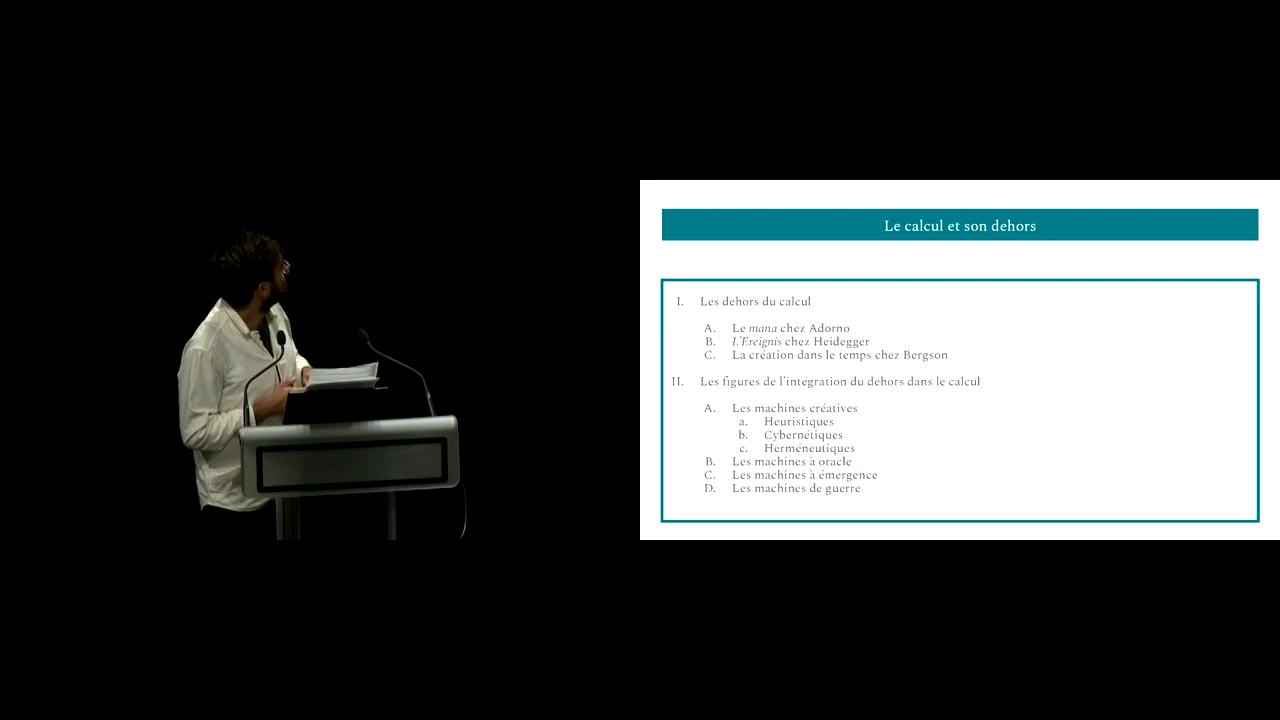 Le calcul et son dehors
I. Les dehors du calcul
A. Le mana chez Adorno
B. L'Ereignis chez Heidegger
C. La création dans le temps chez Bergson
II. Les figures de l'intégration du dehors dans le calcul
A. Les machines créatives
a. Heuristiques
b. Cybernétiques
c. Herméneutiques
B. Les machines à oracle
C. Les machines à émergence
D. Les machines de guerre